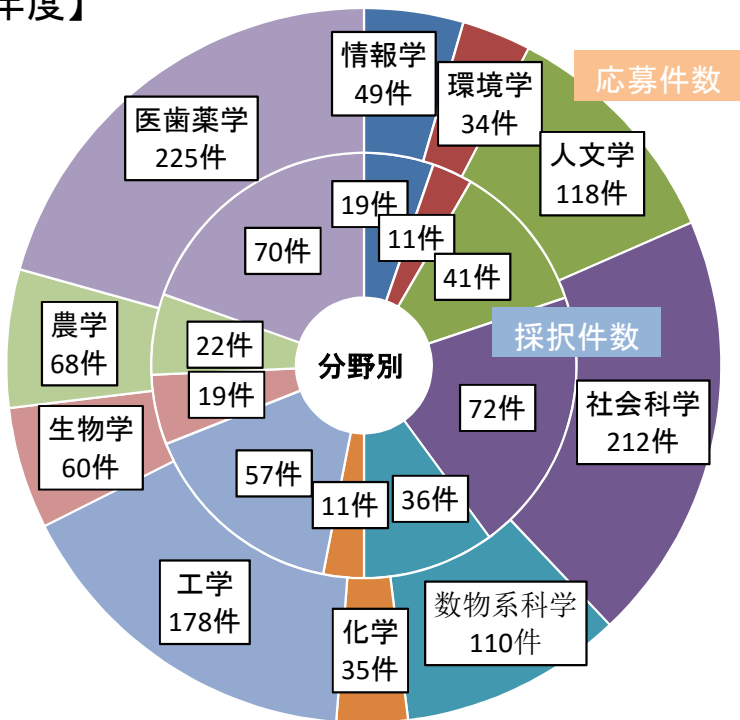 年度】
応募件数
情報学
49件
環境学
34件
人文学
118件
医歯薬学
225件
19件
11件
41件
70件
採択件数
農学
68件
22件
分野別
72件
社会科学
212件
19件
生物学
60件
57件
11件
36件
工学
178件
化学
35件
数物系科学
110件